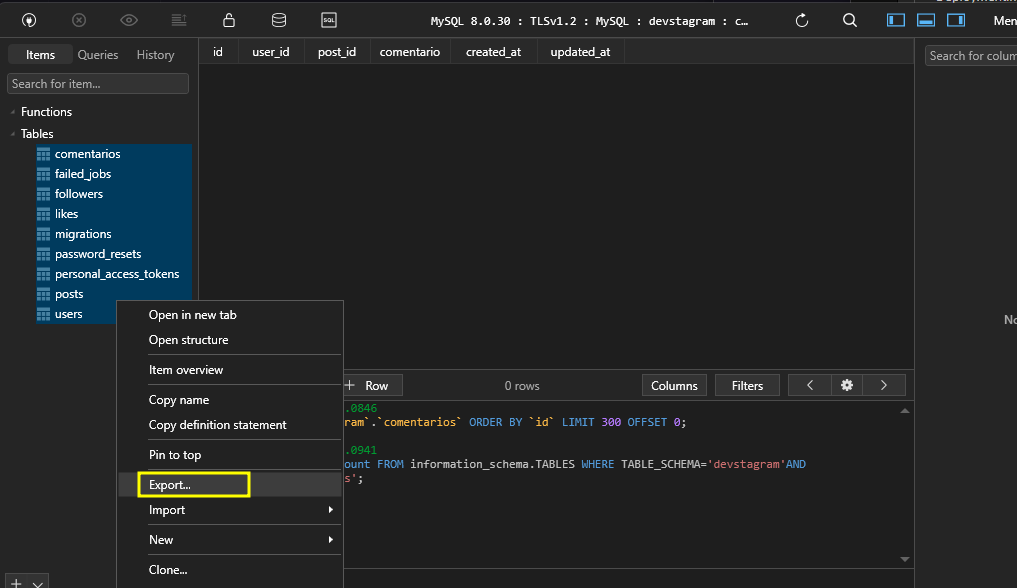 Deploymentin
SQL
MySQL 8.0.30 : TLSv1.2 : MySQL : devstagram : c...
Men
Items Queries History
Search for item...
Functions
Tables
comentarios
failed_jobs
followers
likes
migrations
password_resets
personal_access_tokens
posts
users
id user_id post_id comentario created_at updated_at
Search for colum
No
Open in new tab
Open structure
Item overview
Copy name
Copy definition statement
Pin to top
Export...
Import
New
Clone...
+ Row 0 rows Columns Filters
.0846
ram`.`comentarios` ORDER BY `id` LIMIT 300 OFFSET 0;
.0941
ount FROM information_schema.TABLES WHERE TABLE_SCHEMA='devstagram'AND
s';